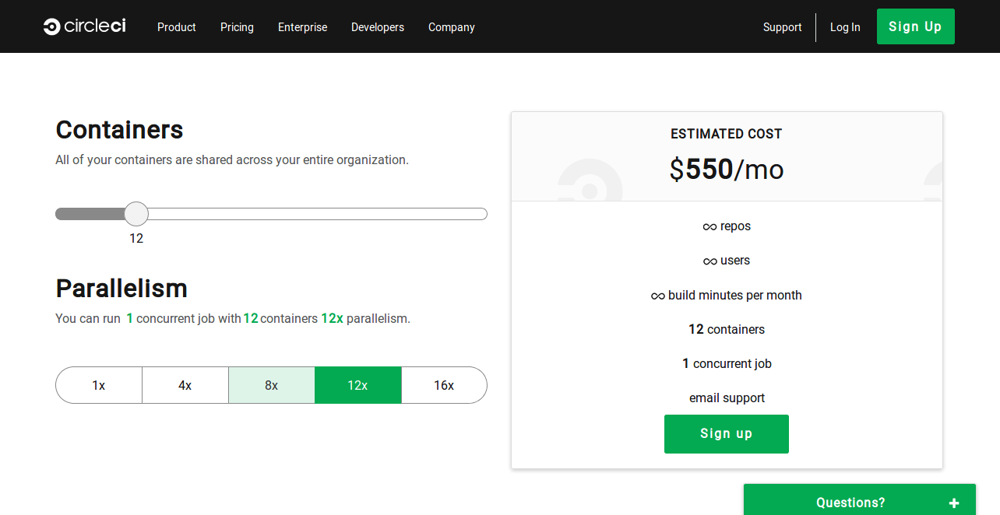 circleci Product Pricing Enterprise Developers Company Support Log In Sign Up
Containers
All of your containers are shared across your entire organization.
12
Parallelism
You can run 1 concurrent job with 12 containers 12x parallelism.
1x 4x 8x 12x 16x
ESTIMATED COST
$550/mo
∞ repos
∞ users
∞ build minutes per month
12 containers
1 concurrent job
email support
Sign up
Questions? +